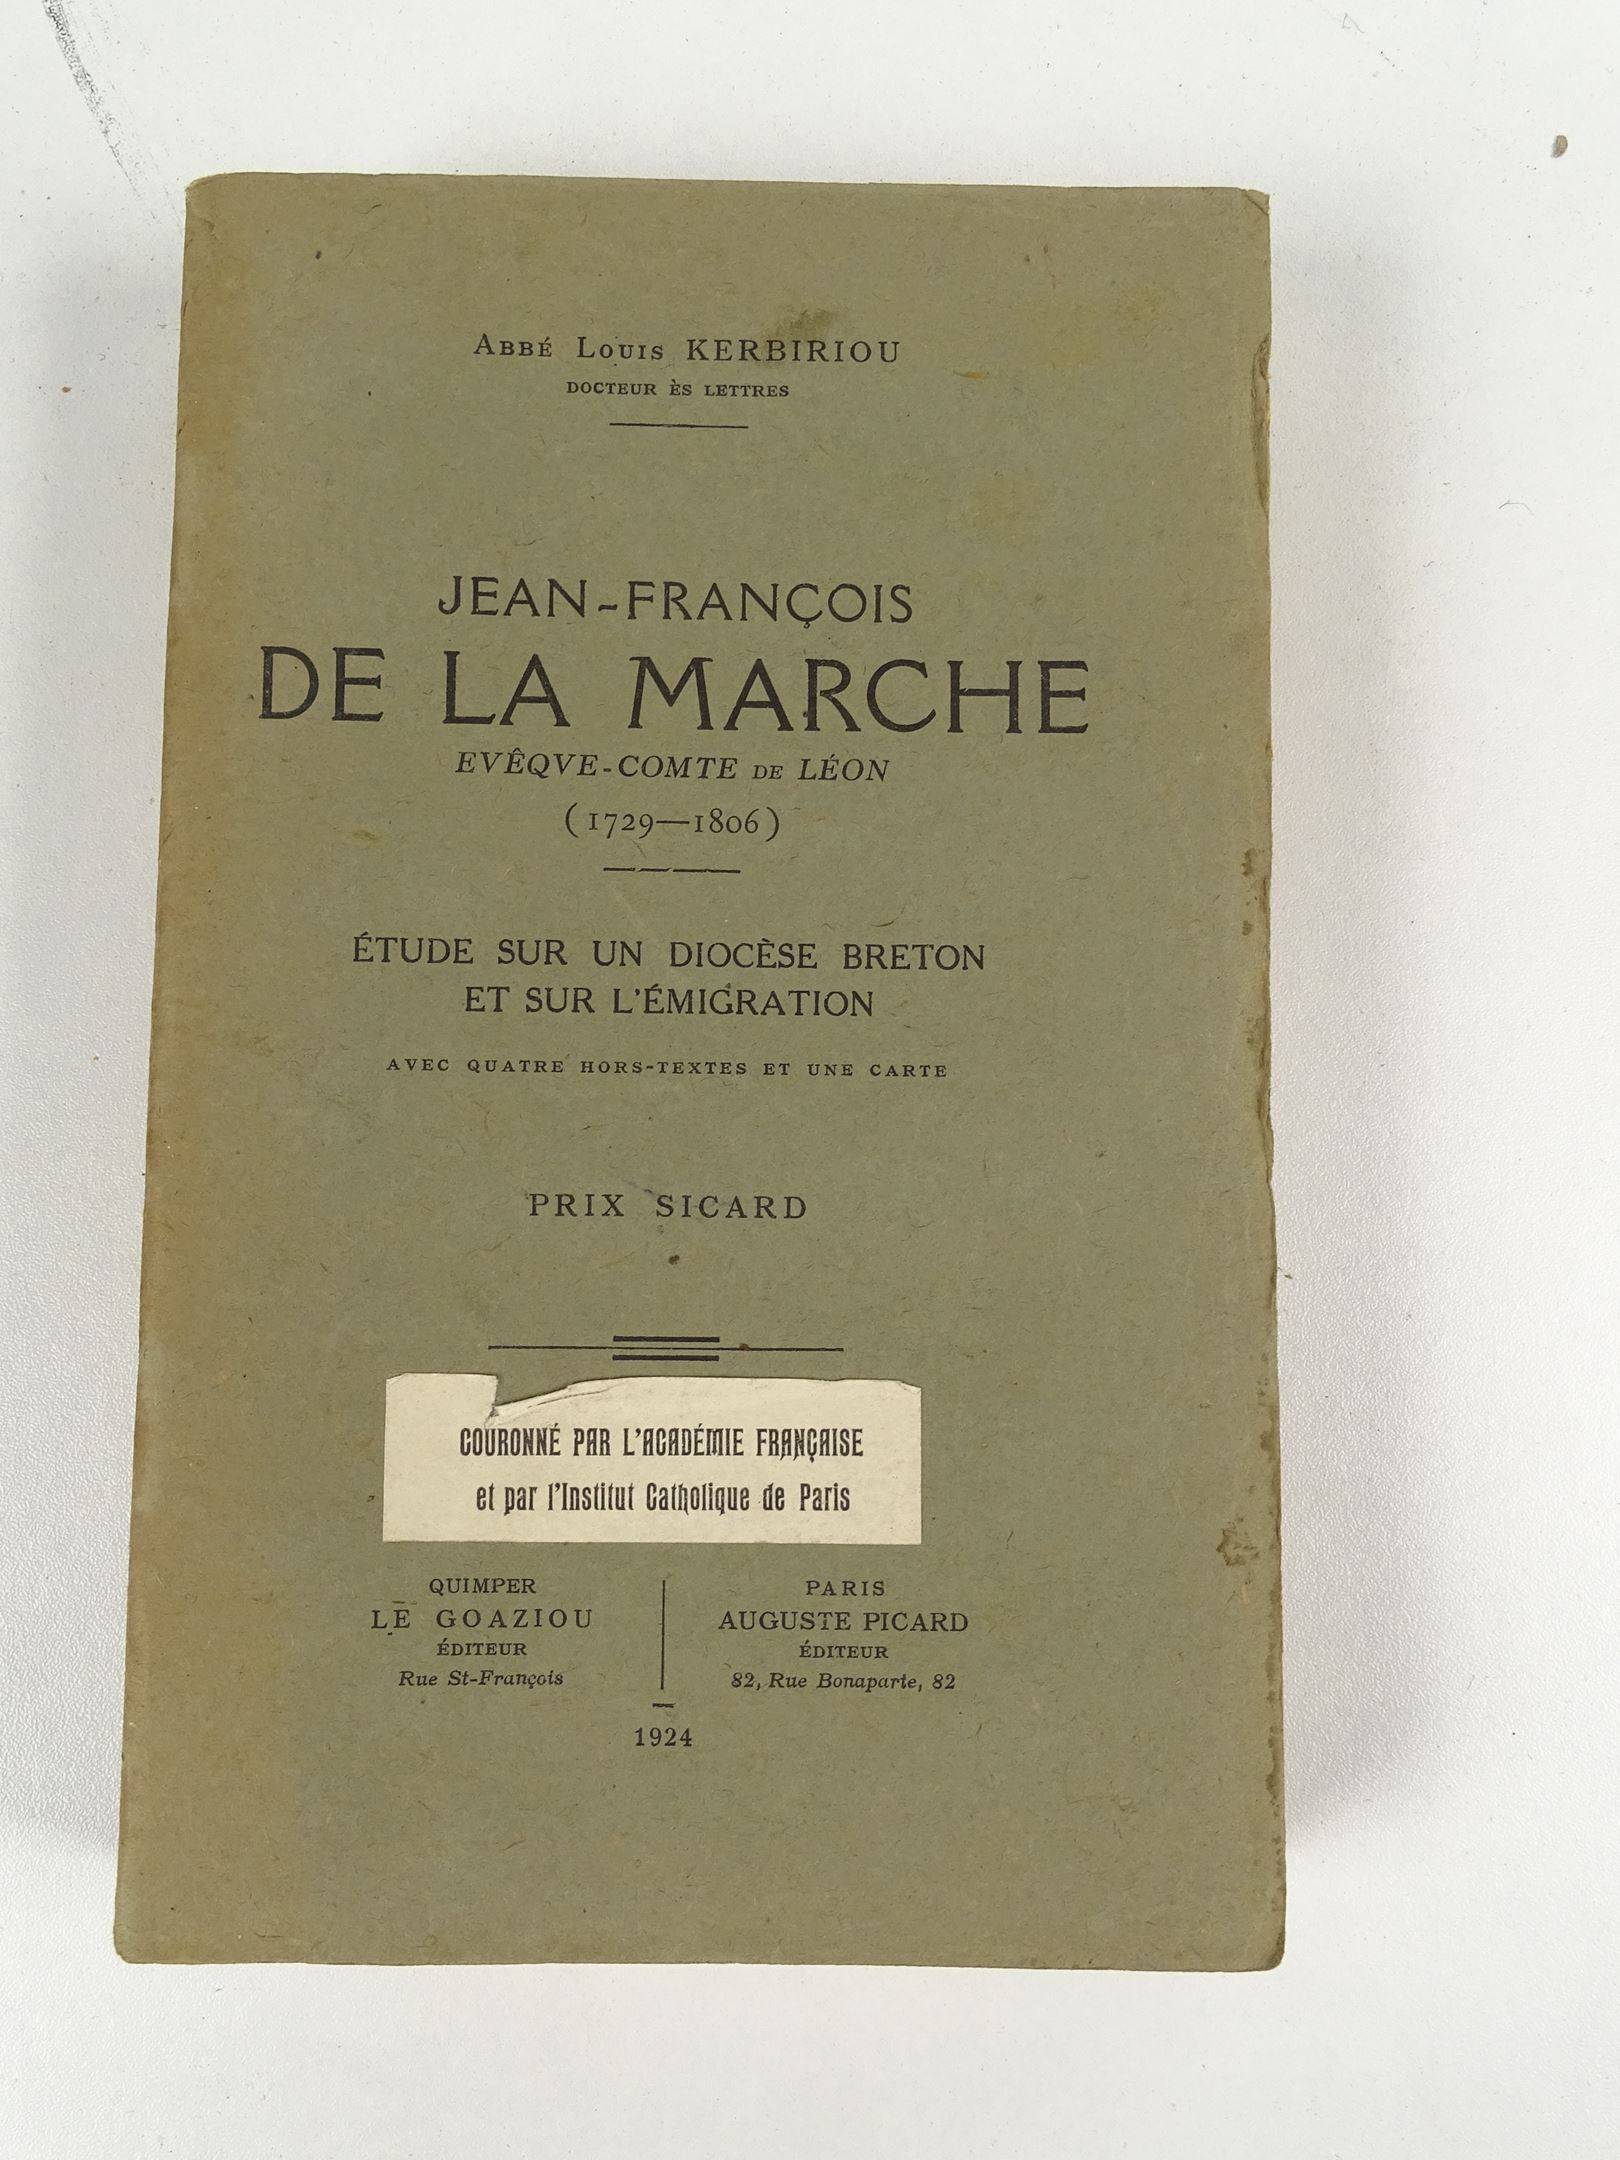 Abbé Louis KERBIRIOU
DOCTEUR ÈS LETTRES
JEAN-FRANÇOIS
DE LA MARCHE
EVÊQVE-COMTE DE LÉON
(1729—1806)
ÉTUDE SUR UN DIOCÈSE BRETON
ET SUR L'ÉMIGRATION
AVEC QUATRE HORS-TEXTES ET UNE CARTE
PRIX SICARD
COURONNÉ PAR L'ACADÉMIE FRANÇAISE
et par l'Institut Catholique de Paris
QUIMPER
LE GOAZIOU
ÉDITEUR
Rue St-François
PARIS
AUGUSTE PICARD
ÉDITEUR
82, Rue Bonaparte, 82
1924